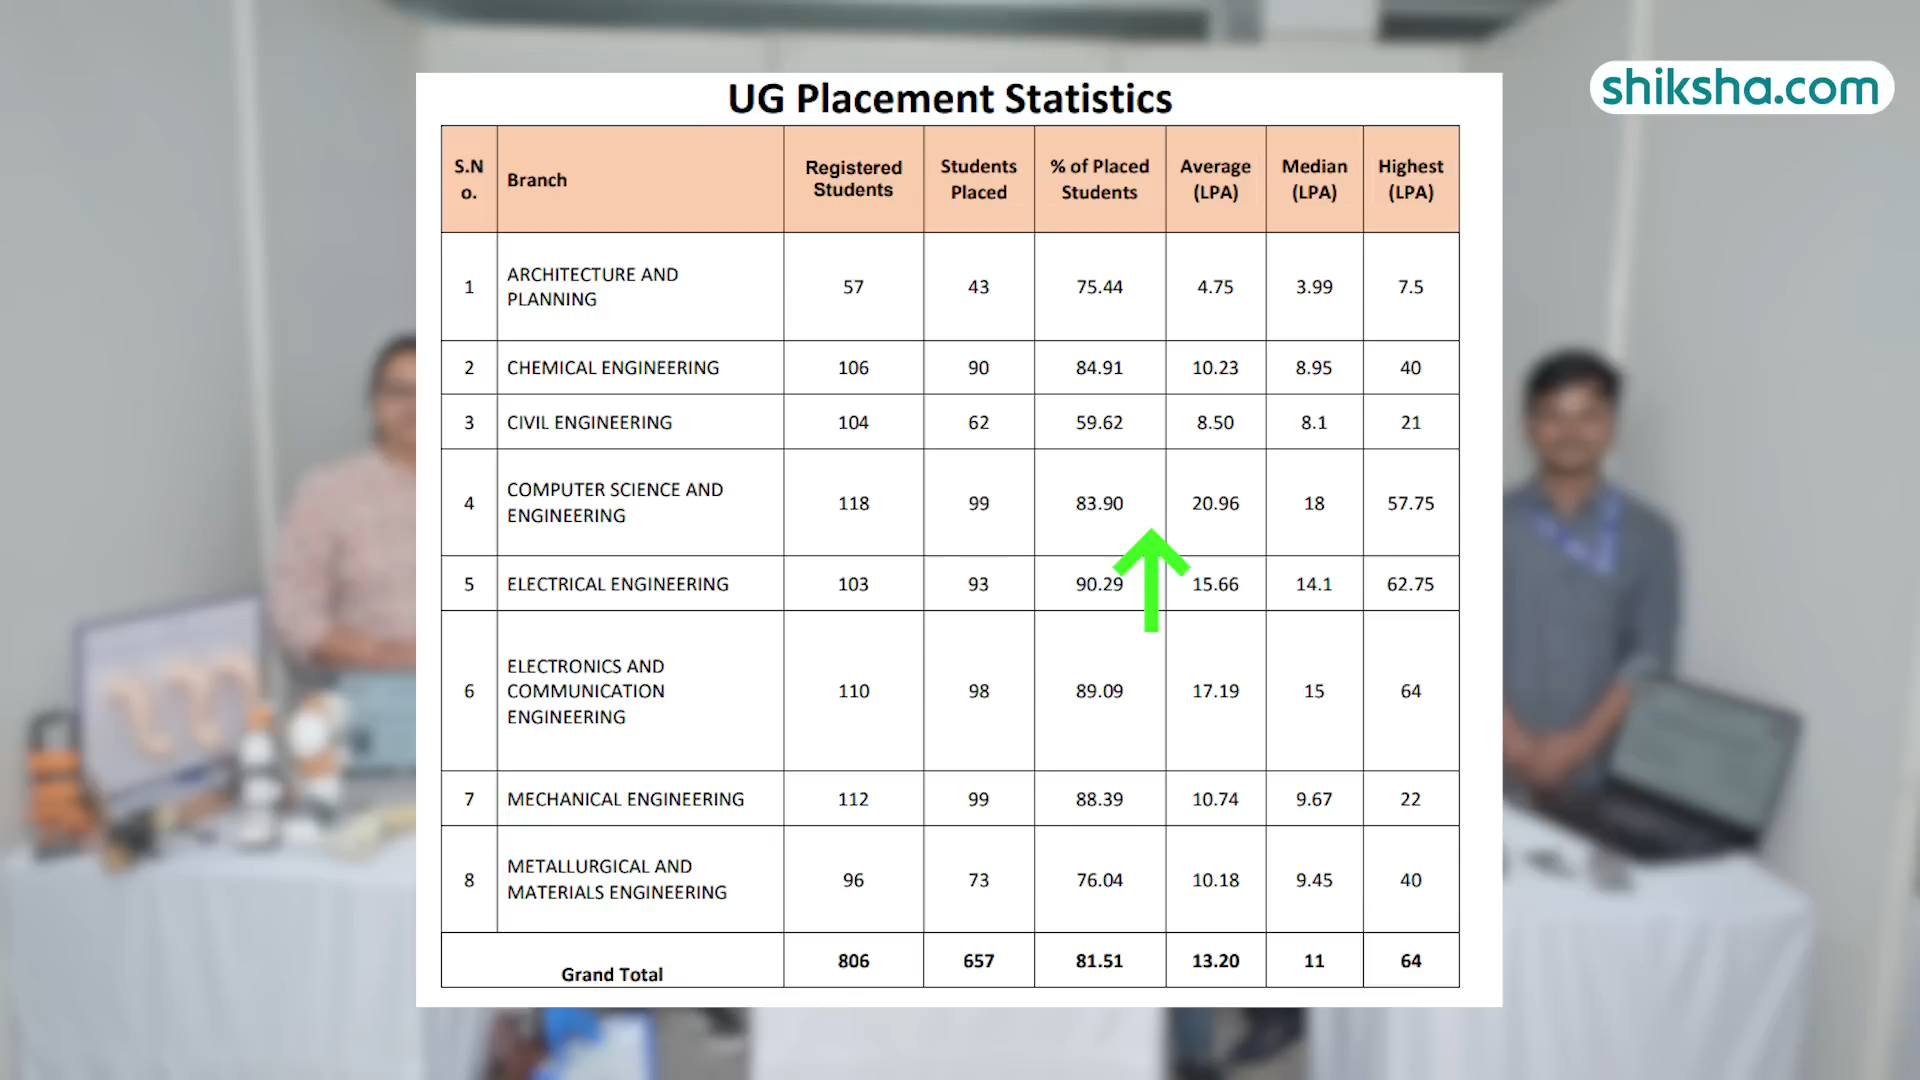 shiksha.com
UG Placement Statistics
S.N
o.
Branch
Registered
Students
Students
Placed
% of Placed
Students
Average
(LPA)
Median
(LPA)
Highest
(LPA)
1
ARCHITECTURE AND
PLANNING
57
43
75.44
4.75
3.99
7.5
2
CHEMICAL ENGINEERING
106
90
84.91
10.23
8.95
40
3
CIVIL ENGINEERING
104
62
59.62
8.50
8.1
21
4
COMPUTER SCIENCE AND
ENGINEERING
118
99
83.90
20.96
18
57.75
5
ELECTRICAL ENGINEERING
103
93
90.29
15.66
14.1
62.75
6
ELECTRONICS AND
COMMUNICATION
ENGINEERING
110
98
89.09
17.19
15
64
7
MECHANICAL ENGINEERING
112
99
88.39
10.74
9.67
22
8
METALLURGICAL AND
MATERIALS ENGINEERING
96
73
76.04
10.18
9.45
40
Grand Total
806
657
81.51
13.20
11
64